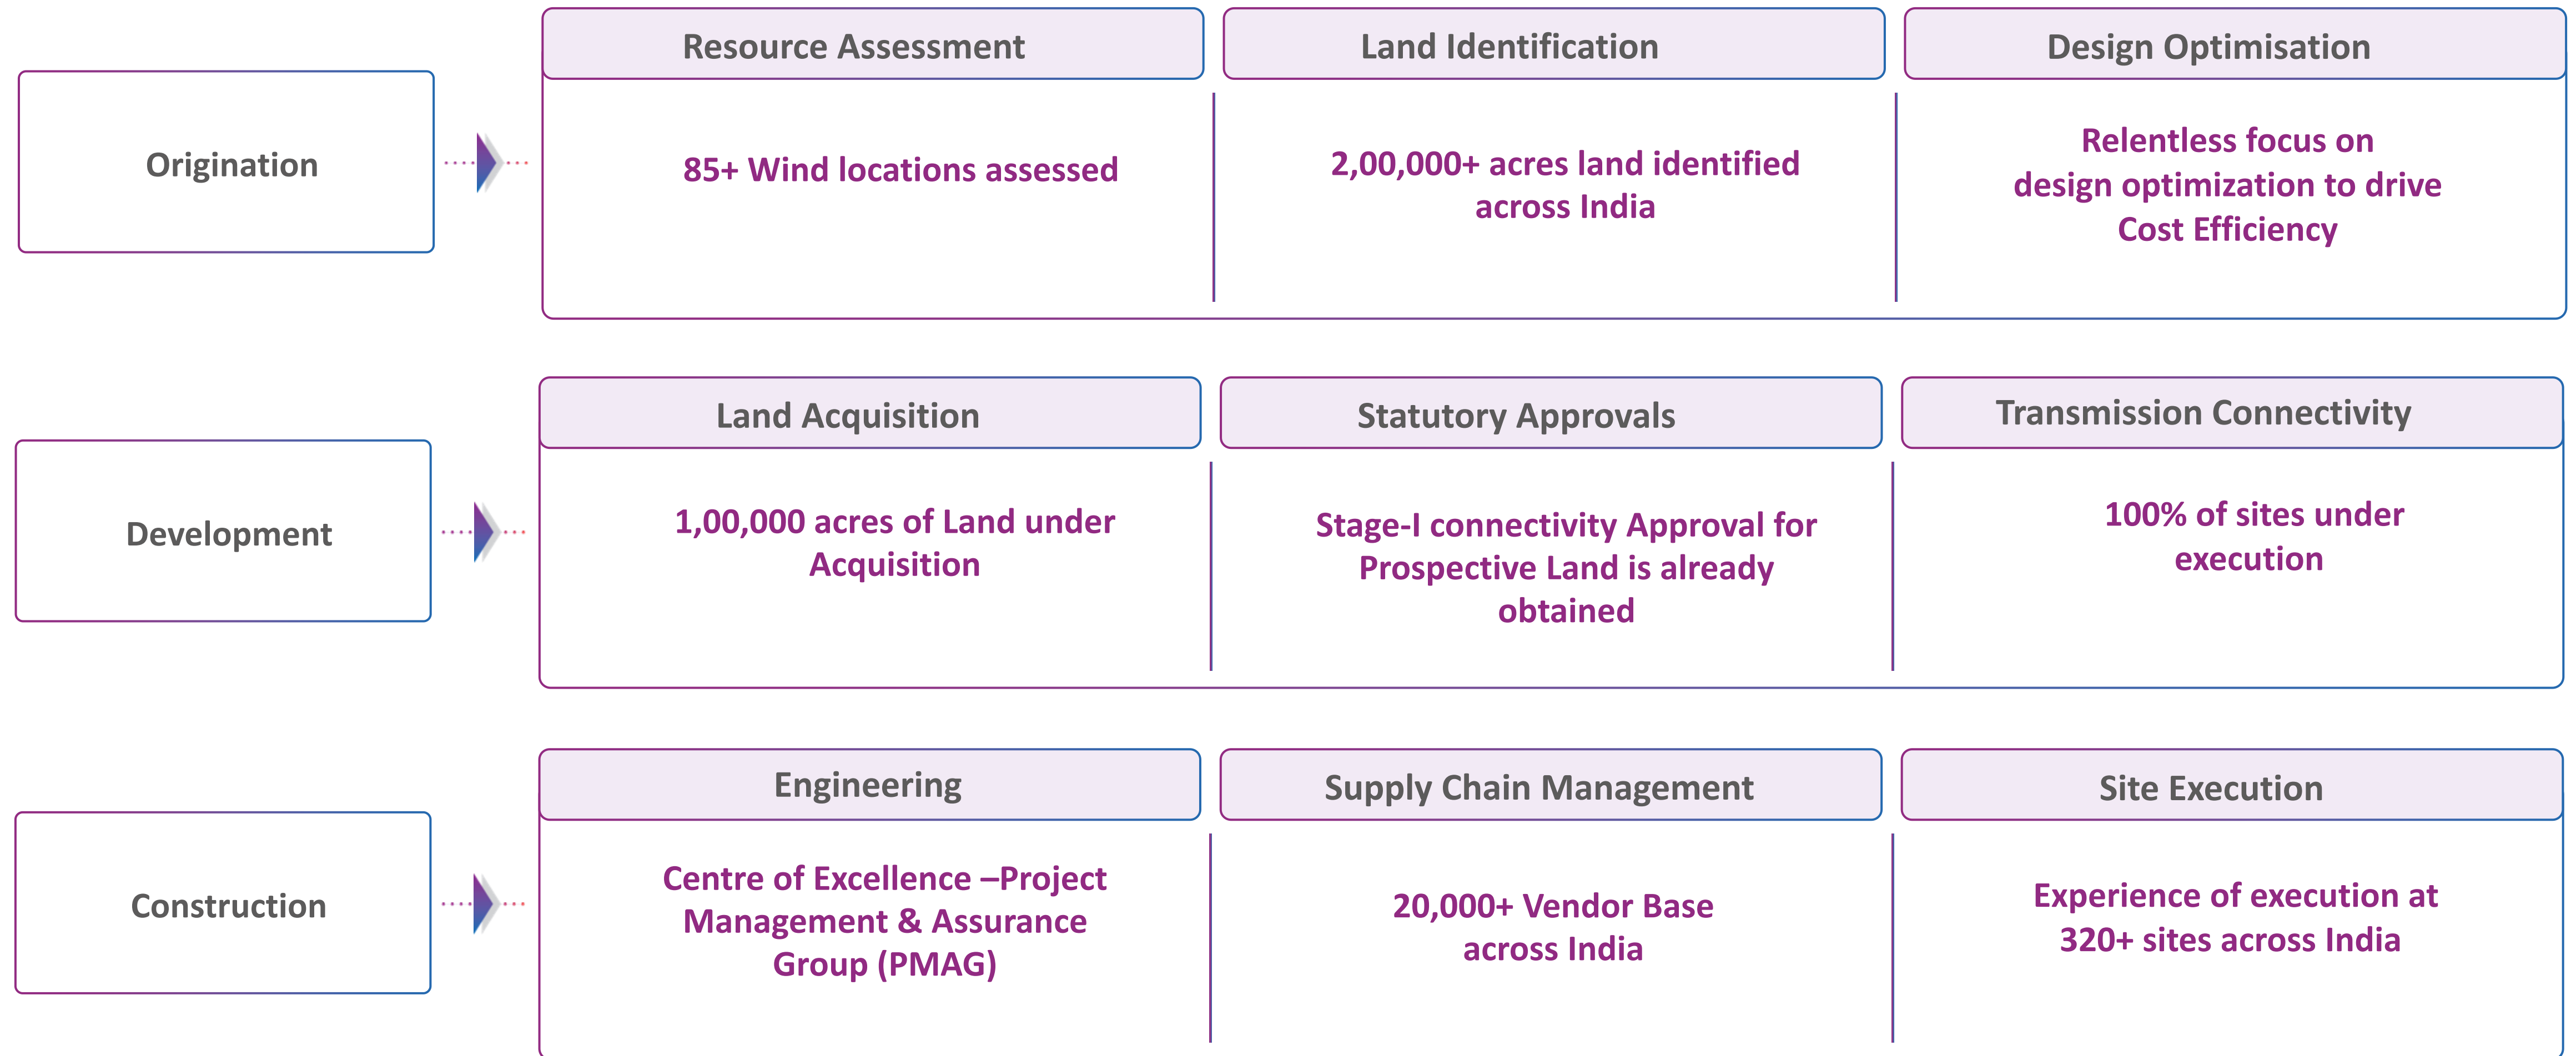 Origination
Resource Assessment
85+ Wind locations assessed
Land Identification
2,00,000+ acres land identified
across India
Design Optimisation
Relentless focus on
design optimization to drive
Cost Efficiency
Development
Land Acquisition
1,00,000 acres of Land under
Acquisition
Statutory Approvals
Stage-I connectivity Approval for
Prospective Land is already
obtained
Transmission Connectivity
100% of sites under
execution
Construction
Engineering
Centre of Excellence –Project
Management & Assurance
Group (PMAG)
Supply Chain Management
20,000+ Vendor Base
across India
Site Execution
Experience of execution at
320+ sites across India